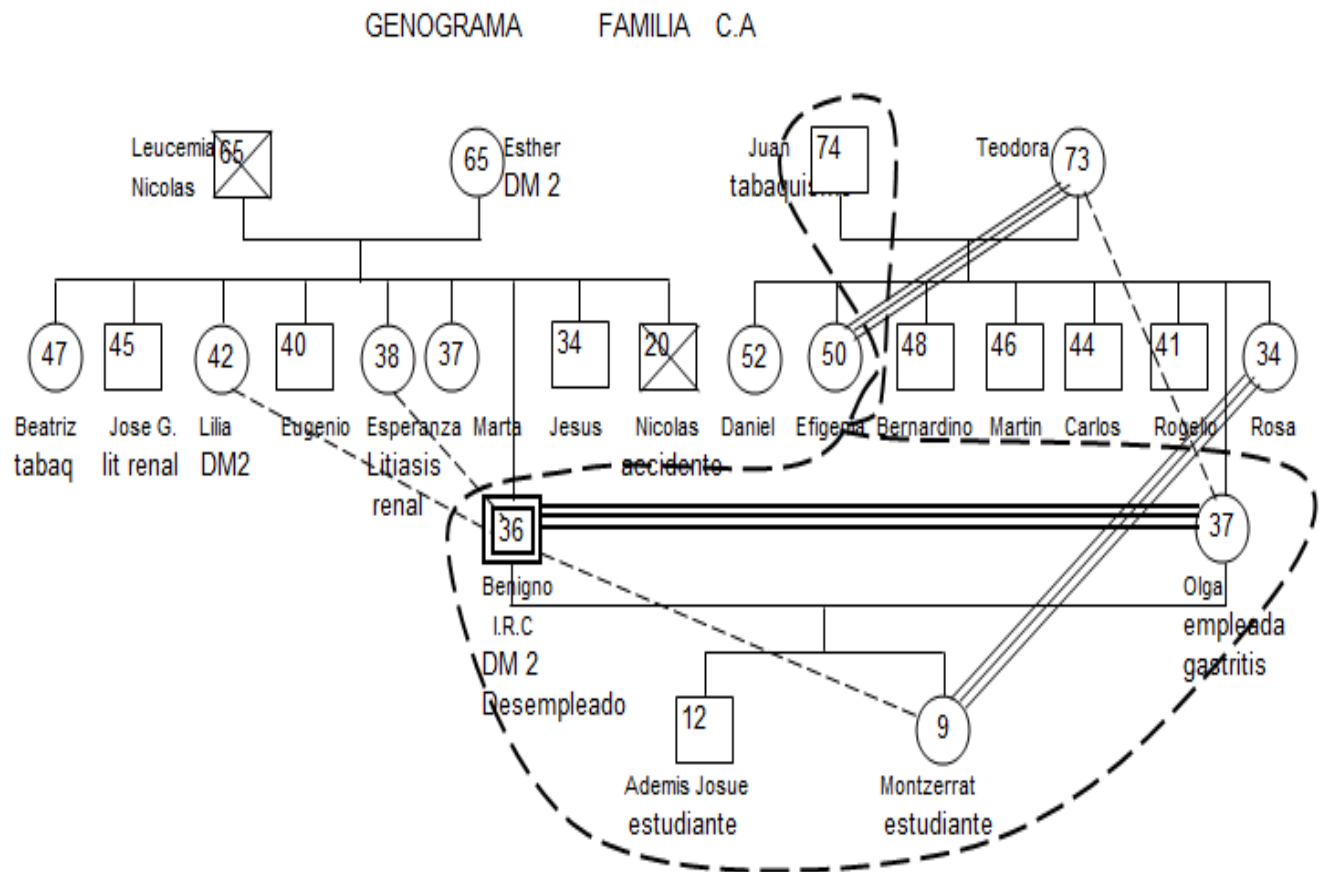 GENOGRAMA FAMILIA C.A
Leucemia 65
Nicolas
65 Esther
DM 2
Juan 74
tabaquismo
Teodora 73
47 45 42 40 38 37 34 20 52 50 48 46 44 41 34
Beatriz Jose G. Lilia Eugenio Esperanza Marta Jesus Nicolas Daniel Efigenia Bernardino Martin Carlos Rogelio Rosa
tabaq lit renal DM2 Litiasis accidento
renal
36 37
Benigno Olga
I.R.C empleada
DM 2 gastritis
Desempleado
12 9
Ademis Josue Montzerrat
estudiante estudiante